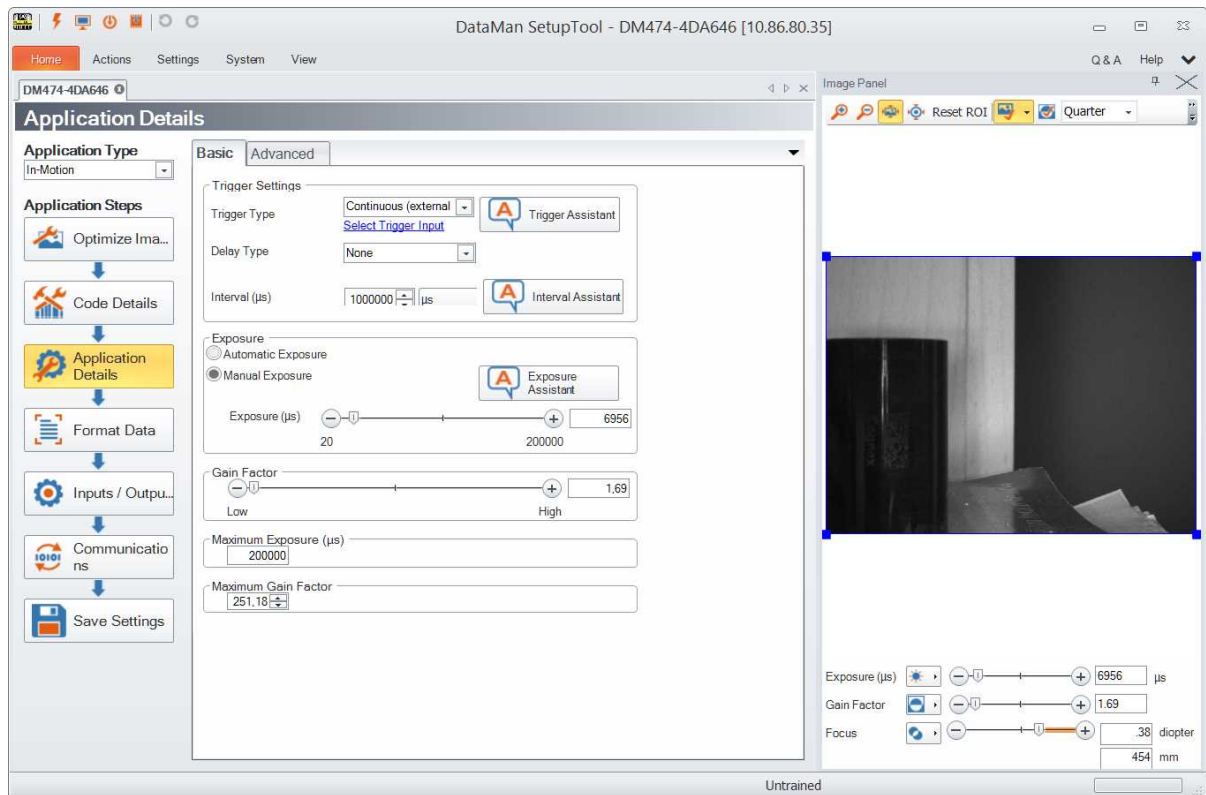 DataMan SetupTool - DM474-4DA646 [10.86.80.35]
Home Actions Settings System View Q & A Help
DM474-4DA646
Application Details
Application Type
In-Motion
Application Steps
Optimize Ima...
Code Details
Application
Details
Format Data
Inputs / Outpu...
Communicatio
ns
Save Settings
Basic Advanced
Trigger Settings
Trigger Type Continuous (external Trigger Assistant
Select Trigger Input
Delay Type None
Interval (µs) 1000000 µs Interval Assistant
Exposure
Automatic Exposure
Manual Exposure Exposure
Assistant
Exposure (µs) 6956
20 200000
Gain Factor
1,69
Low High
Maximum Exposure (µs)
200000
Maximum Gain Factor
251,18
Image Panel
Reset ROI Quarter
Exposure (µs) 6956 µs
Gain Factor 1.69
Focus .38 diopter
454 mm
Untrained